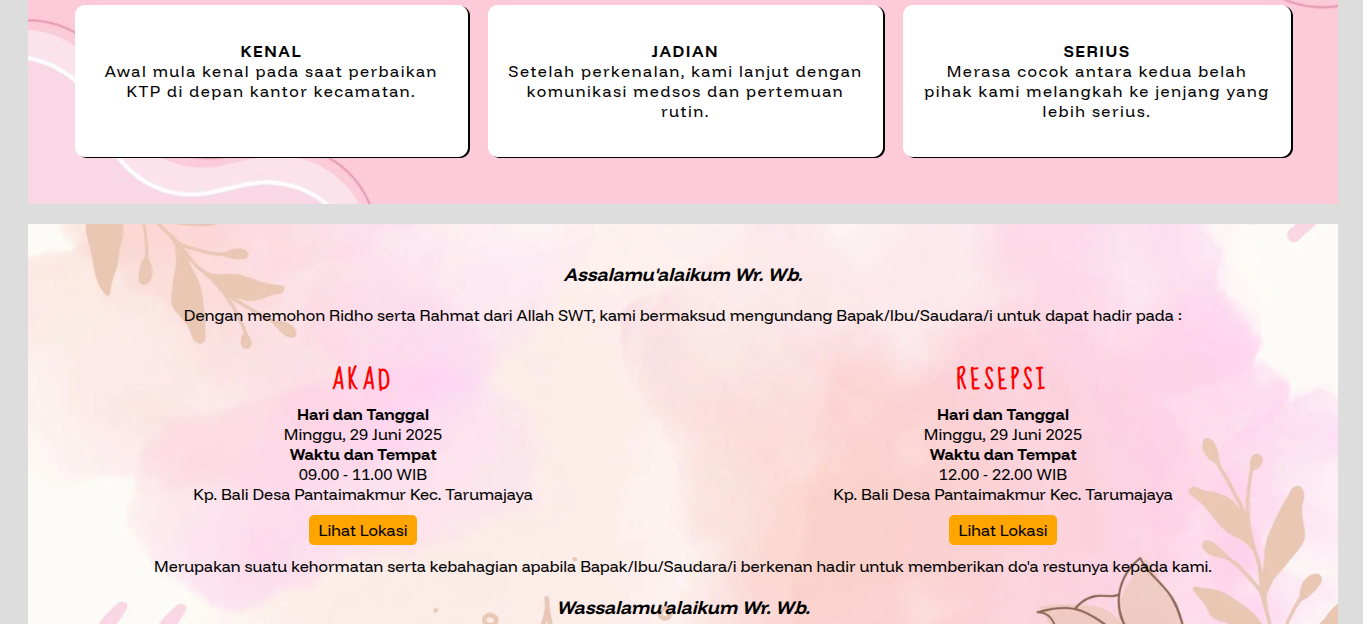 KENAL
Awal mula kenal pada saat perbaikan
KTP di depan kantor kecamatan.
JADIAN
Setelah perkenalan, kami lanjut dengan
komunikasi medsos dan pertemuan
rutin.
SERIUS
Merasa cocok antara kedua belah
pihak kami melangkah ke jenjang yang
lebih serius.
Assalamu'alaikum Wr. Wb.
Dengan memohon Ridho serta Rahmat dari Allah SWT, kami bermaksud mengundang Bapak/Ibu/Saudara/i untuk dapat hadir pada :
AKAD
Hari dan Tanggal
Minggu, 29 Juni 2025
Waktu dan Tempat
09.00 - 11.00 WIB
Kp. Bali Desa Pantaimakmur Kec. Tarumajaya
Lihat Lokasi
RESEPSI
Hari dan Tanggal
Minggu, 29 Juni 2025
Waktu dan Tempat
12.00 - 22.00 WIB
Kp. Bali Desa Pantaimakmur Kec. Tarumajaya
Lihat Lokasi
Merupakan suatu kehormatan serta kebahagian apabila Bapak/Ibu/Saudara/i berkenan hadir untuk memberikan do'a restunya kepada kami.
Wassalamu'alaikum Wr. Wb.